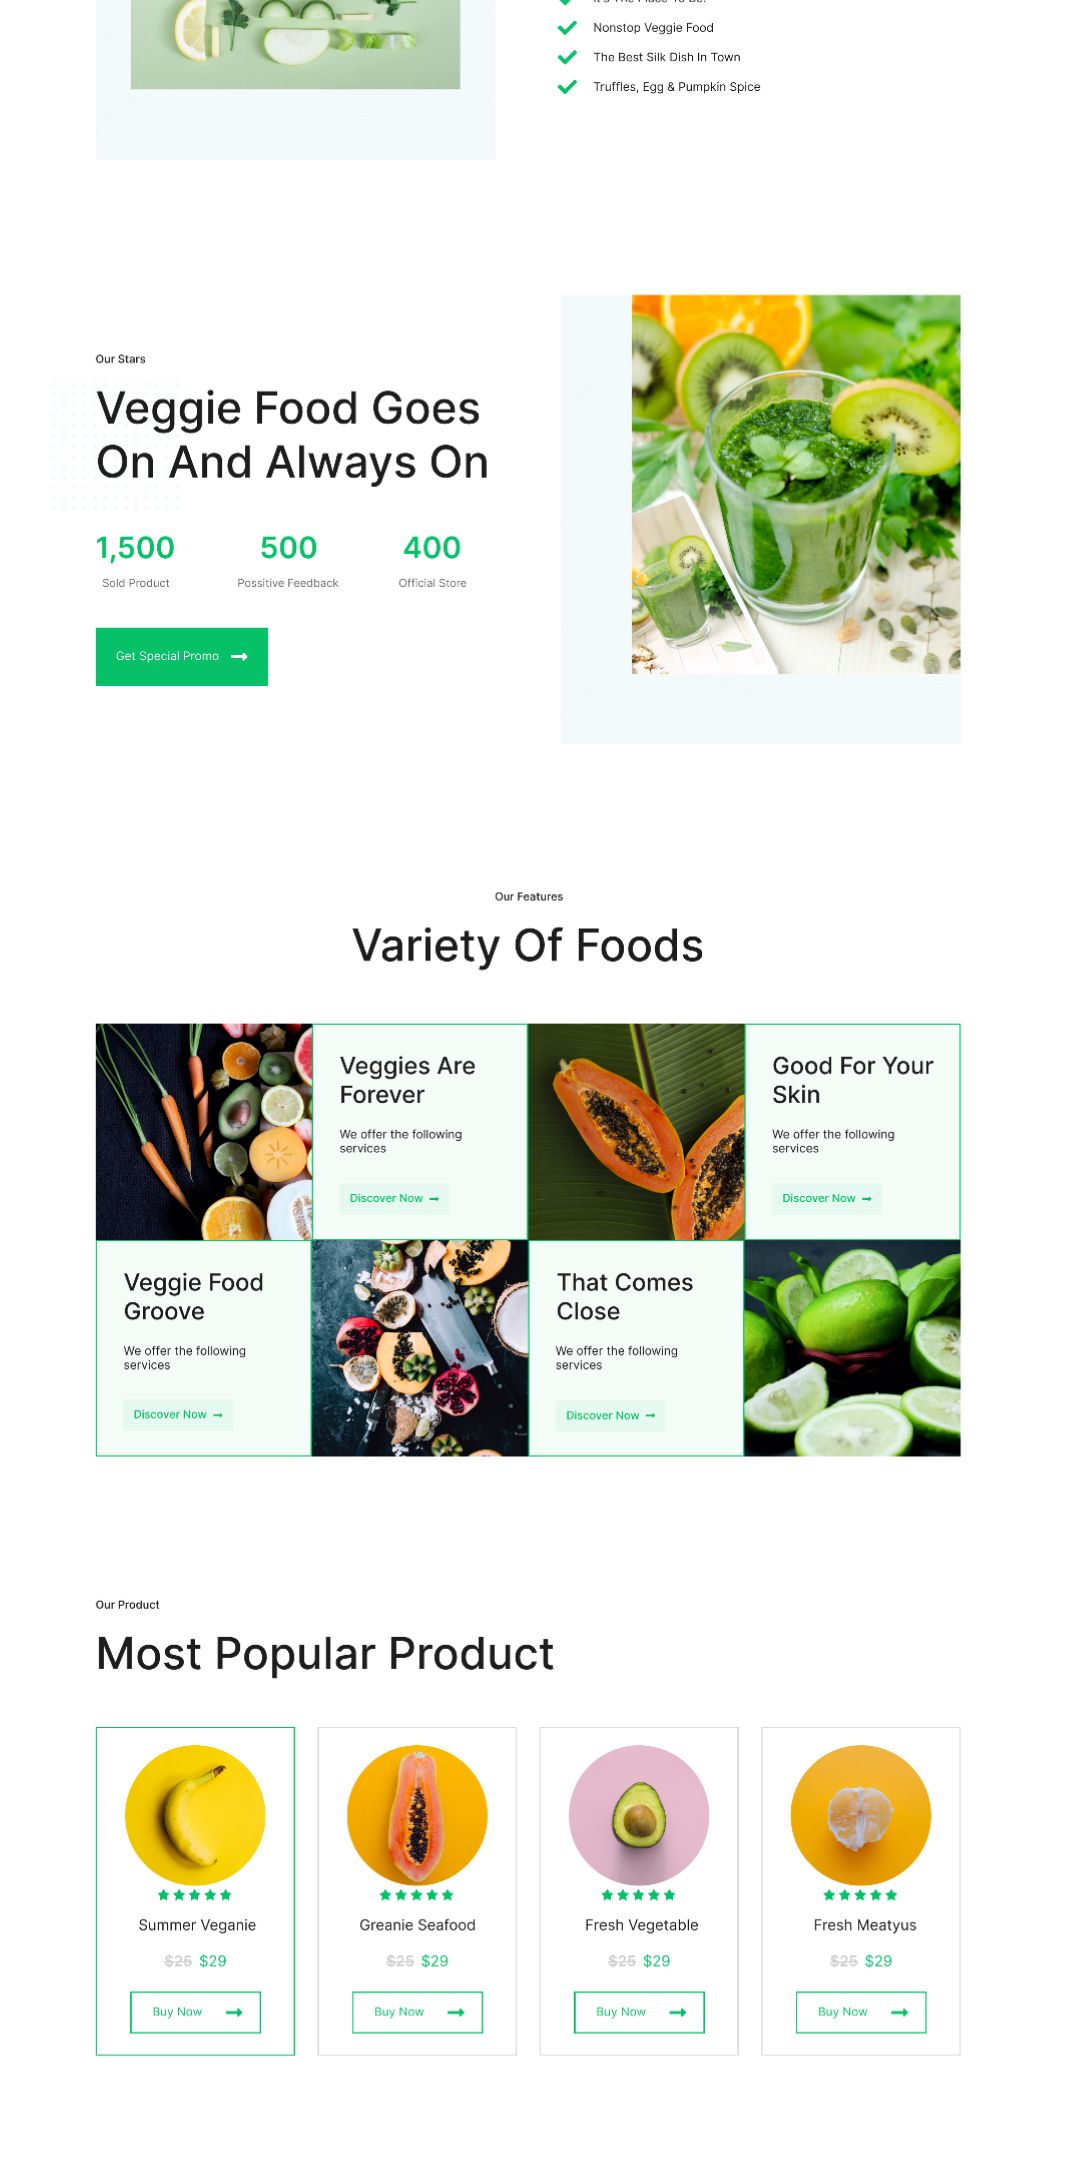 It's The Place To Be!
Nonstop Veggie Food
The Best Silk Dish In Town
Truffles, Egg & Pumpkin Spice
Our Stars
Veggie Food Goes
On And Always On
1,500
500
400
Sold Product
Possitive Feedback
Official Store
Get Special Promo
Our Features
Variety Of Foods
Veggies Are
Forever
We offer the following
services
Discover Now
Good For Your
Skin
We offer the following
services
Discover Now
Veggie Food
Groove
We offer the following
services
Discover Now
That Comes
Close
We offer the following
services
Discover Now
Our Product
Most Popular Product
Summer Veganie
$25 $29
Buy Now
Greanie Seafood
$25 $29
Buy Now
Fresh Vegetable
$25 $29
Buy Now
Fresh Meatyus
$25 $29
Buy Now